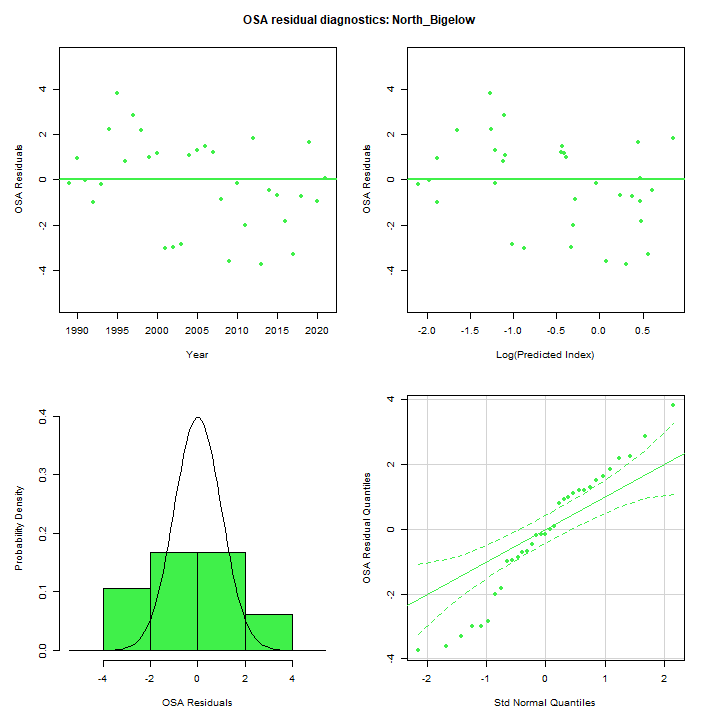 OSA residual diagnostics: North_Bigelow
OSA Residuals
4
2
0
-2
-4
1990 1995 2000 2005 2010 2015 2020
Year
OSA Residuals
4
2
0
-2
-4
-2.0 -1.5 -1.0 -0.5 0.0 0.5
Log(Predicted Index)
Probability Density
0.4
0.3
0.2
0.1
0.0
-4 -2 0 2 4
OSA Residuals
OSA Residual Quantiles
4
2
0
-2
-4
-2 -1 0 1 2
Std Normal Quantiles